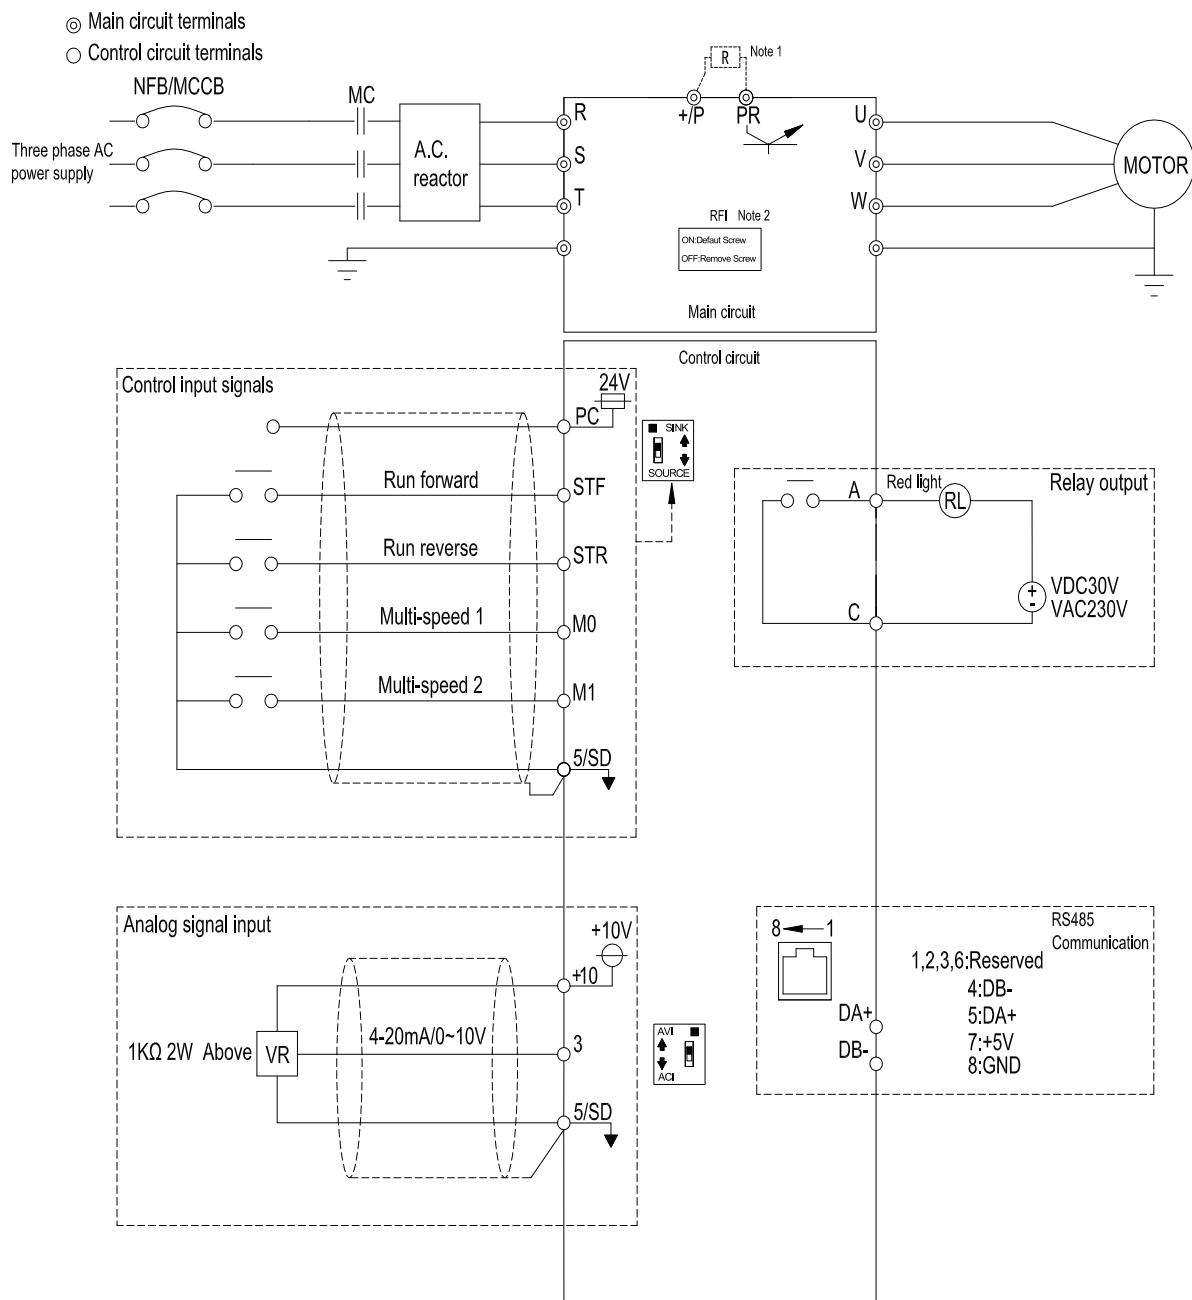 Main circuit terminals
Control circuit terminals
NFB/MCCB
MC
Three phase AC
power supply
A.C.
reactor
R
S
T
R
Note 1
+/P
PR
U
V
W
MOTOR
RFI Note 2
ON:Defaut Screw
OFF:Remove Screw
Main circuit
Control circuit
Control input signals
24V
PC
SINK
SOURCE
Run forward
STF
Run reverse
STR
Multi-speed 1
M0
Multi-speed 2
M1
5/SD
Relay output
A
Red light
RL
C
+
-
VDC30V
VAC230V
Analog signal input
+10V
+10
4-20mA/0~10V
3
1KΩ 2W Above
VR
5/SD
AVI
ACI
RS485
Communication
8
1
1,2,3,6:Reserved
4:DB-
5:DA+
7:+5V
8:GND
DA+
DB-